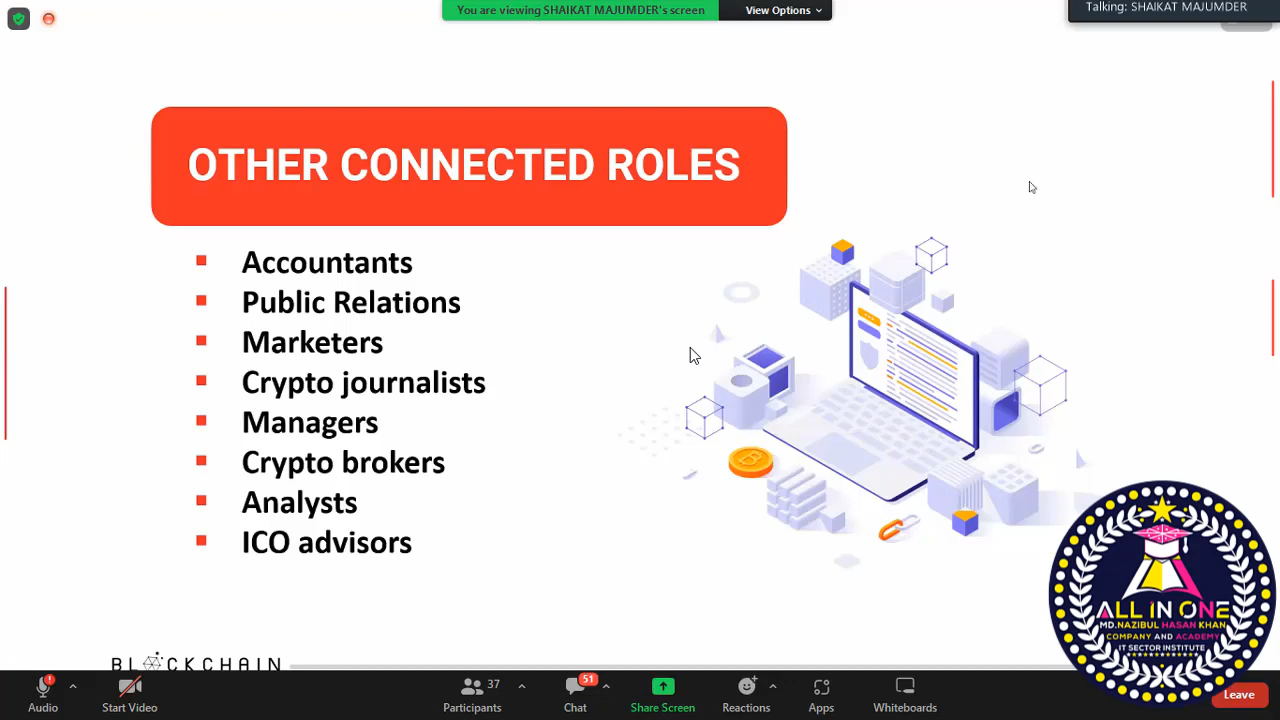 You are viewing SHAIKAT MAJUMDER's screen
View Options
Talking: SHAIKAT MAJUMDER
OTHER CONNECTED ROLES
Accountants
Public Relations
Marketers
Crypto journalists
Managers
Crypto brokers
Analysts
ICO advisors
BLOCKCHAIN
ALL IN ONE
MD.NAZIBUL HASAN KHAN
COMPANY AND ACADEMY
IT SECTOR INSTITUTE
Audio
Start Video
37
Participants
51
Chat
Share Screen
Reactions
Apps
Whiteboards
Leave